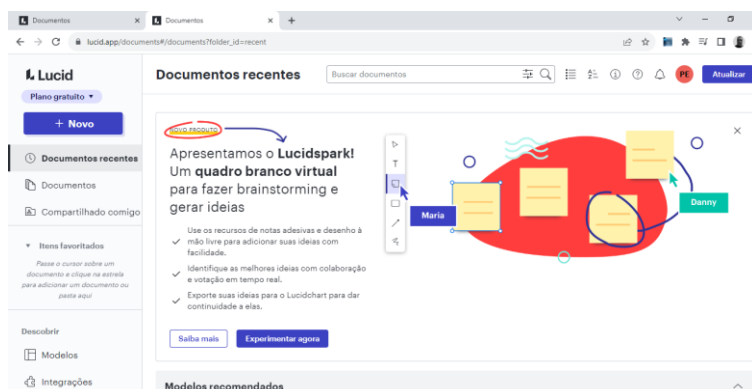 Documentos
Documentos
lucid.app/documents#/documents?folder_id=recent
Lucid
Plano gratuito
+ Novo
Documentos recentes
Documentos
Compartilhado comigo
Itens favoritados
Passe o cursor sobre um
documento e clique na estrela
para adicionar um documento ou
pasta aqui
Descobrir
Modelos
Integrações
Documentos recentes
Buscar documentos
PE
Atualizar
NOVO PRODUTO
Apresentamos o Lucidspark!
Um quadro branco virtual
para fazer brainstorming e
gerar ideias
Use os recursos de notas adesivas e desenho à
mão livre para adicionar suas ideias com
facilidade.
Identifique as melhores ideias com colaboração
e votação em tempo real.
Exporte suas ideias para o Lucidchart para dar
continuidade a elas.
Saiba mais
Experimentar agora
T
Maria
Danny
Modelos recomendados